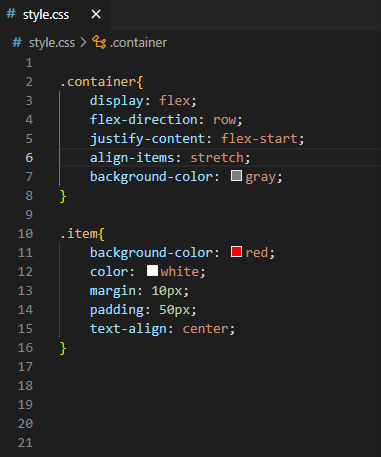 # style.css ×
# style.css > .container
1
2 .container{
3 display: flex;
4 flex-direction: row;
5 justify-content: flex-start;
6 align-items: stretch;
7 background-color: gray;
8 }
9
10 .item{
11 background-color: red;
12 color: white;
13 margin: 10px;
14 padding: 50px;
15 text-align: center;
16 }
17
18
19
20
21